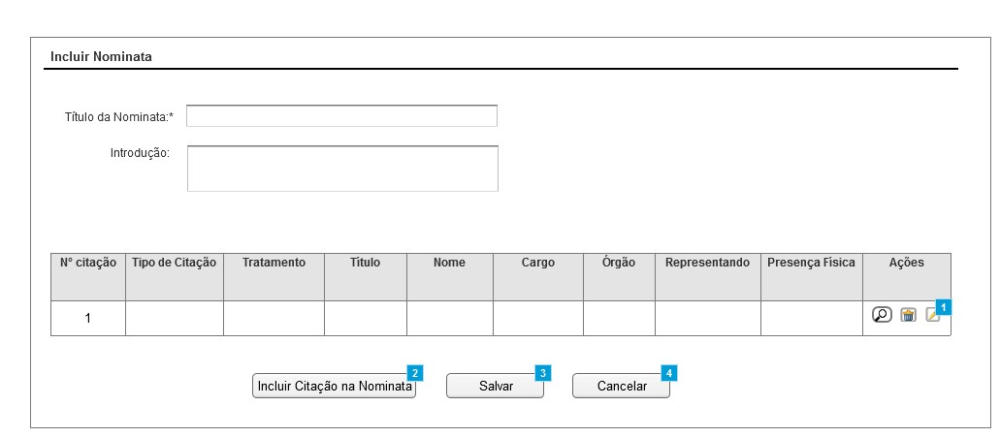 Incluir Nominata
Título da Nominata:*
Introdução:
Nº citação Tipo de Citação Tratamento Título Nome Cargo Órgão Representando Presença Física Ações
1 1
Incluir Citação na Nominata 2 Salvar 3 Cancelar 4